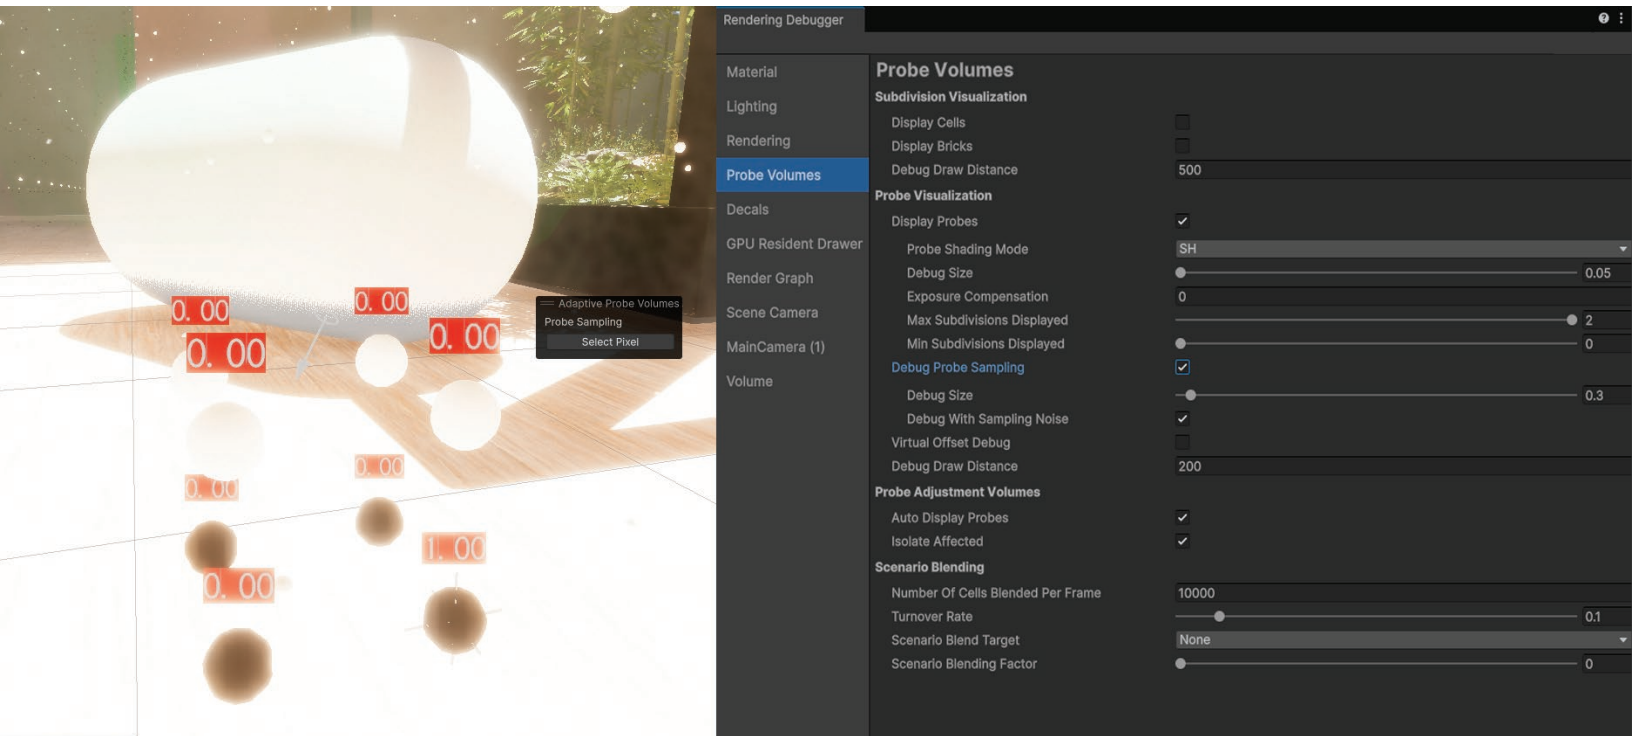 0. 00
0. 00
0. 00
0. 00
Adaptive Probe Volumes
Probe Sampling
Select Pixel
0. 00
0. 00
1. 00
0. 00
Rendering Debugger
Material
Lighting
Rendering
Probe Volumes
Decals
GPU Resident Drawer
Render Graph
Scene Camera
MainCamera (1)
Volume
Probe Volumes
Subdivision Visualization
Display Cells
Display Bricks
Debug Draw Distance 500
Probe Visualization
Display Probes
Probe Shading Mode SH
Debug Size 0.05
Exposure Compensation 0
Max Subdivisions Displayed 2
Min Subdivisions Displayed 0
Debug Probe Sampling
Debug Size 0.3
Debug With Sampling Noise
Virtual Offset Debug
Debug Draw Distance 200
Probe Adjustment Volumes
Auto Display Probes
Isolate Affected
Scenario Blending
Number Of Cells Blended Per Frame 10000
Turnover Rate 0.1
Scenario Blend Target None
Scenario Blending Factor 0